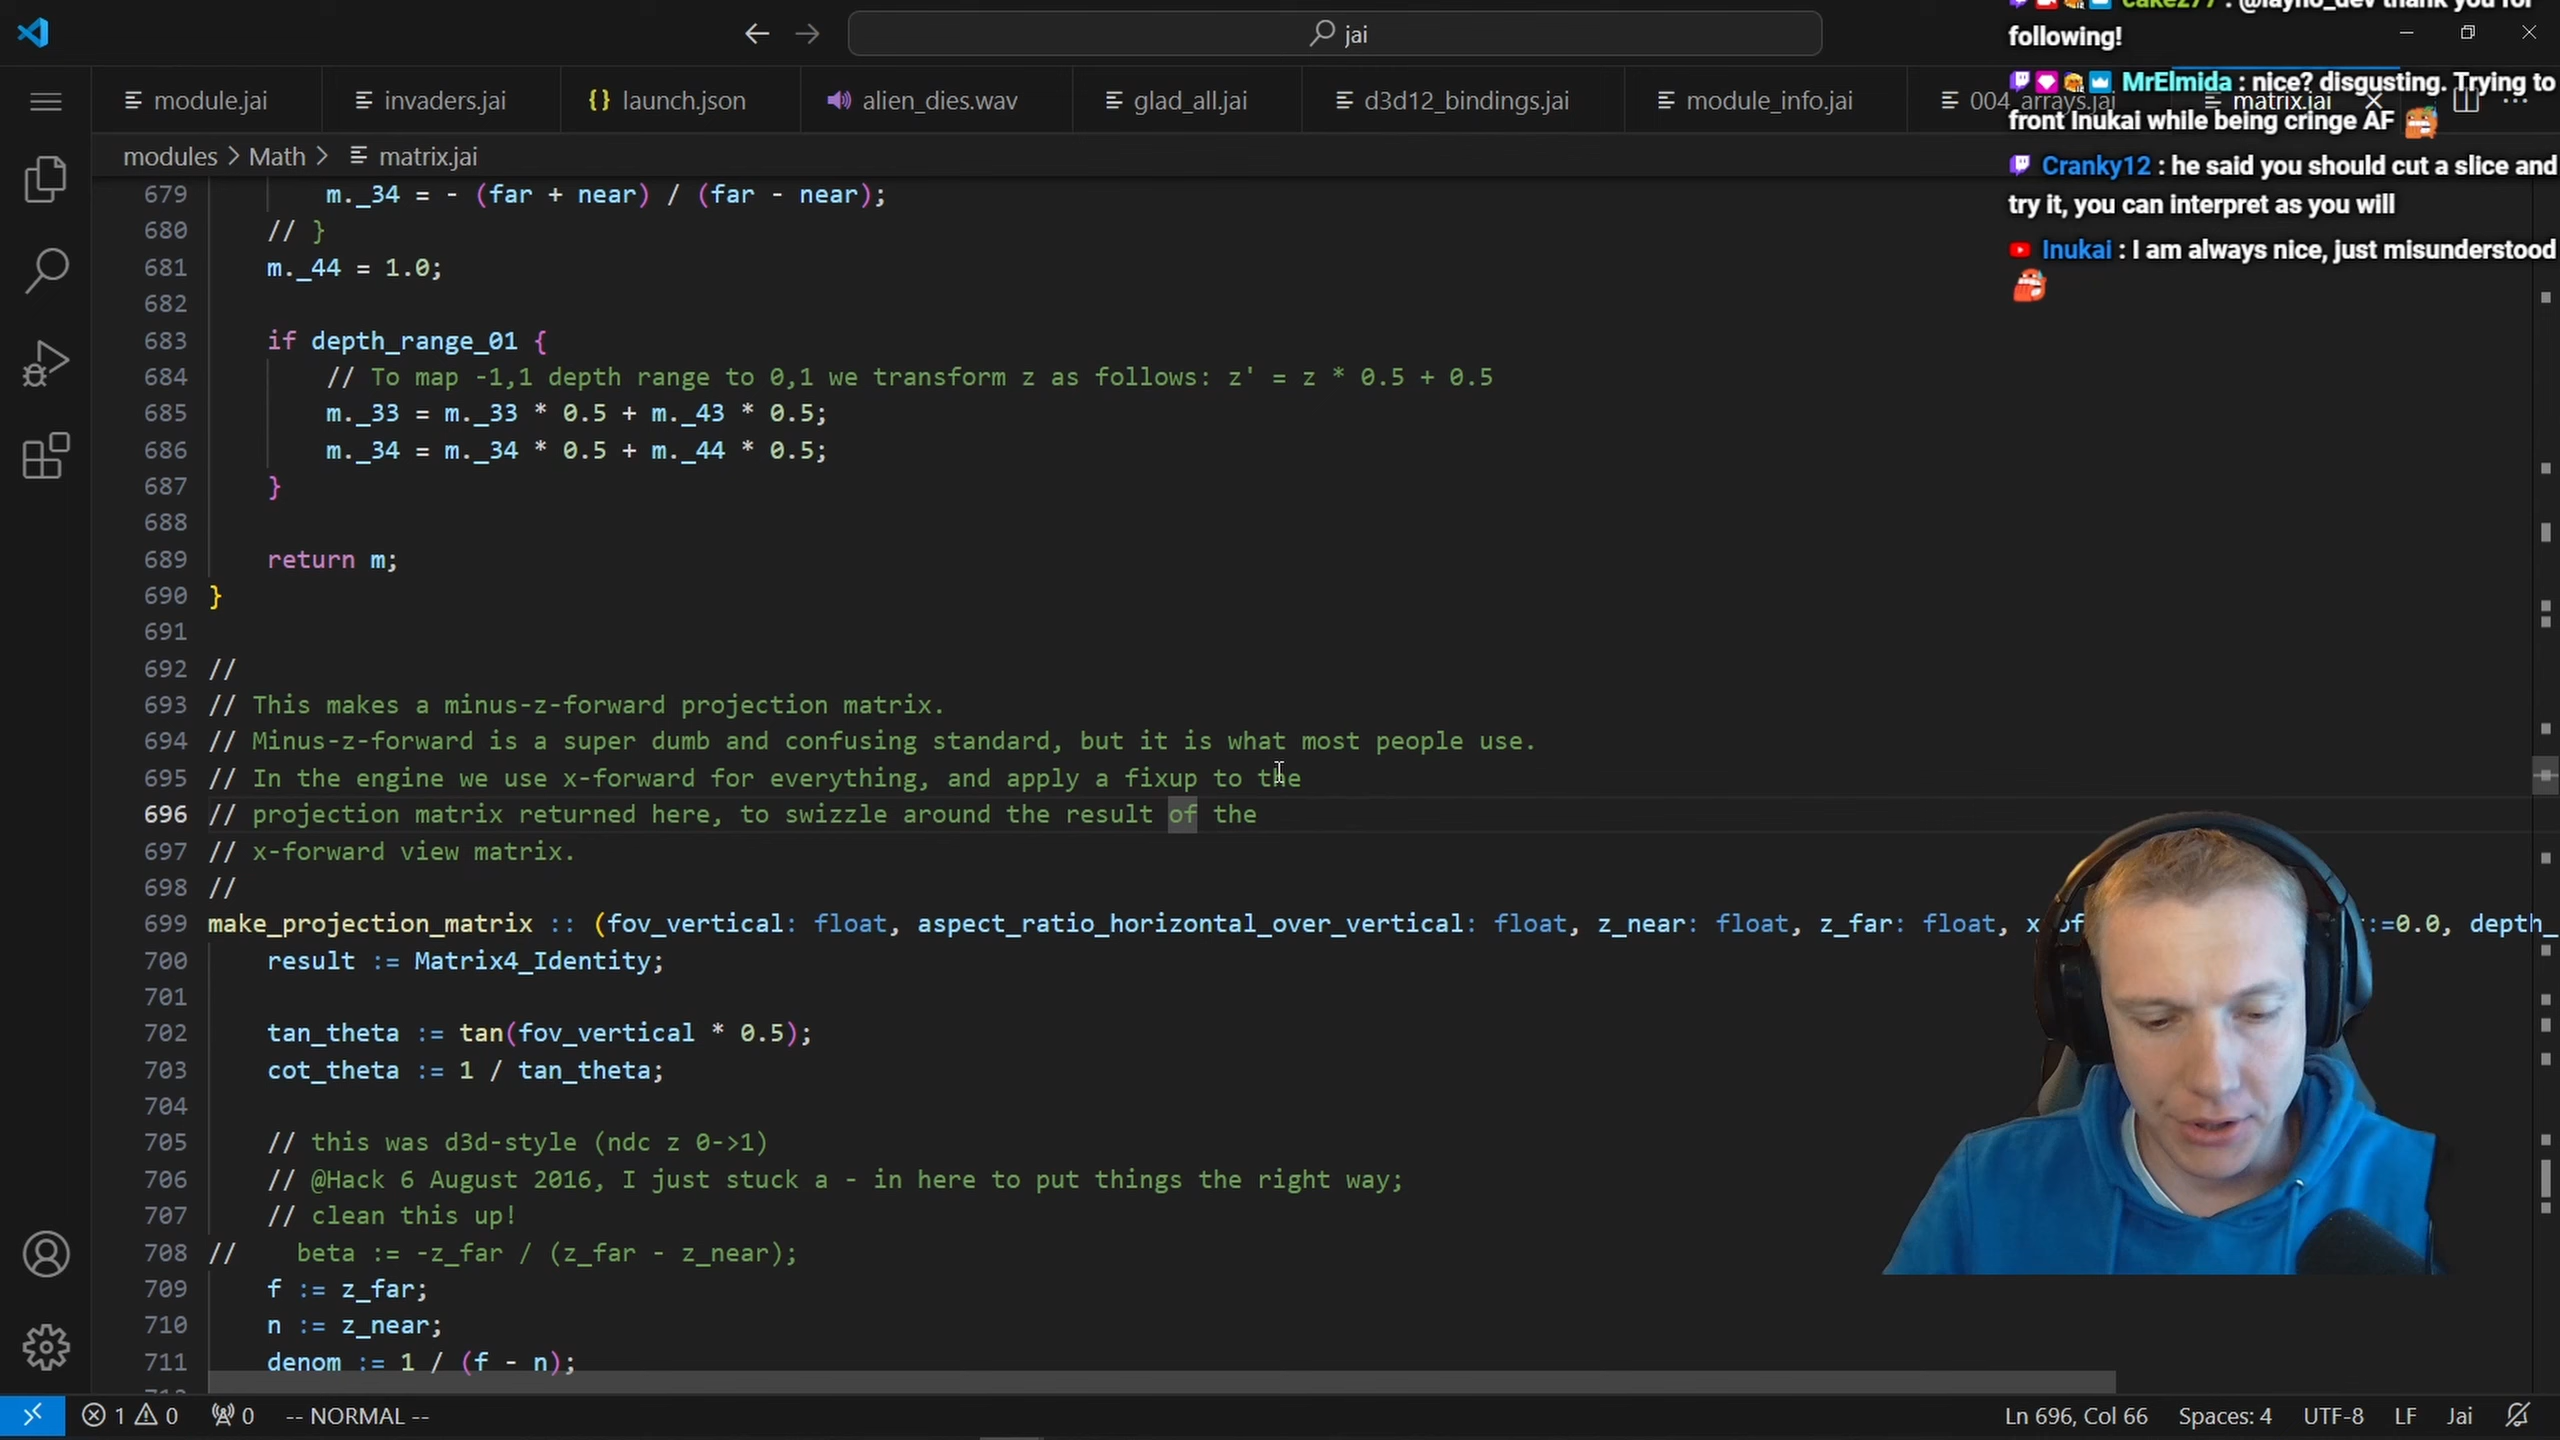 jai
module.jai
invaders.jai
{} launch.json
alien_dies.wav
glad_all.jai
d3d12_bindings.jai
module_info.jai
004_arrays.jai
matrix.jai
modules > Math > matrix.jai
679 m._34 = - (far + near) / (far - near);
680 // }
681 m._44 = 1.0;
682
683 if depth_range_01 {
684 // To map -1,1 depth range to 0,1 we transform z as follows: z' = z * 0.5 + 0.5
685 m._33 = m._33 * 0.5 + m._43 * 0.5;
686 m._34 = m._34 * 0.5 + m._44 * 0.5;
687 }
688
689 return m;
690 }
691
692 //
693 // This makes a minus-z-forward projection matrix.
694 // Minus-z-forward is a super dumb and confusing standard, but it is what most people use.
695 // In the engine we use x-forward for everything, and apply a fixup to the
696 // projection matrix returned here, to swizzle around the result of the
697 // x-forward view matrix.
698 //
699 make_projection_matrix :: (fov_vertical: float, aspect_ratio_horizontal_over_vertical: float, z_near: float, z_far: float, :=0.0, depth_
700 result := Matrix4_Identity;
701
702 tan_theta := tan(fov_vertical * 0.5);
703 cot_theta := 1 / tan_theta;
704
705 // this was d3d-style (ndc z 0->1)
706 // @Hack 6 August 2016, I just stuck a - in here to put things the right way;
707 // clean this up!
708 // beta := -z_far / (z_far - z_near);
709 f := z_far;
710 n := z_near;
711 denom := 1 / (f - n);
cakez77 : @layno_dev thank you for
following!
MrElmida : nice? disgusting. Trying to
front Inukai while being cringe AF
Cranky12 : he said you should cut a slice and
try it, you can interpret as you will
Inukai : I am always nice, just misunderstood
1 0 0 -- NORMAL --
Ln 696, Col 66 Spaces: 4 UTF-8 LF Jai